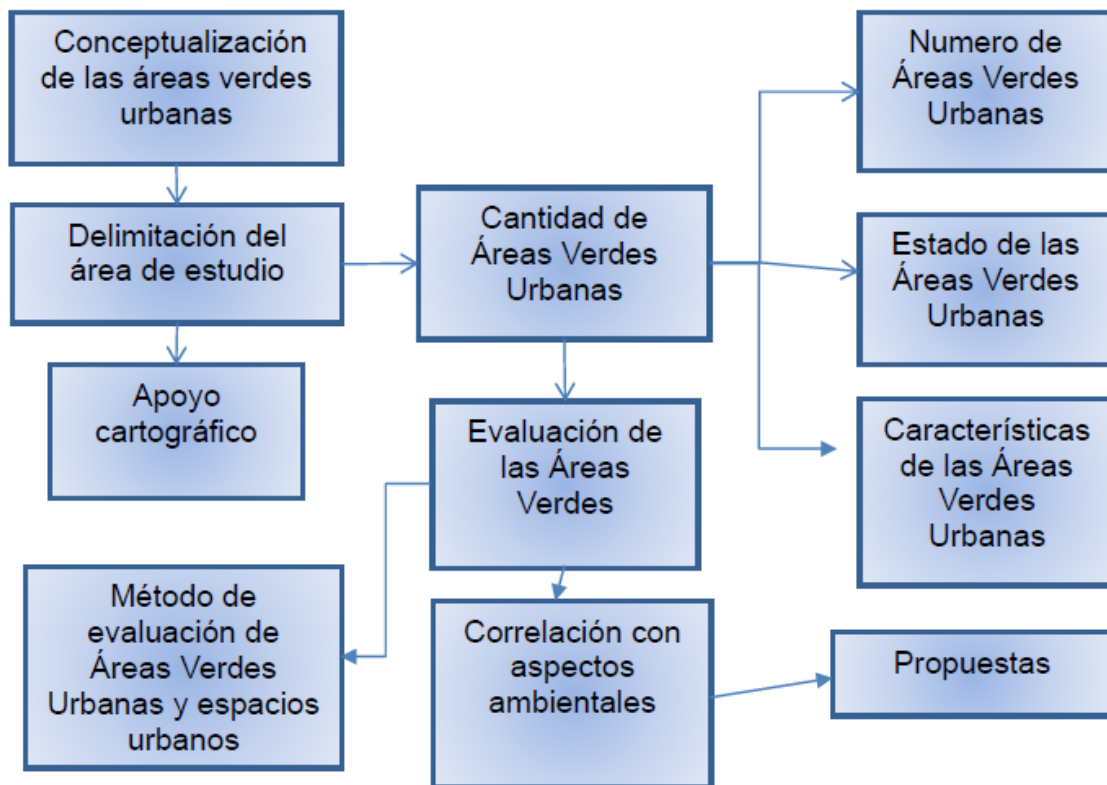 Conceptualización
de las áreas verdes
urbanas
Delimitación del
área de estudio
Apoyo
cartográfico
Cantidad de
Áreas Verdes
Urbanas
Evaluación de
las Áreas
Verdes
Método de
evaluación de
Áreas Verdes
Urbanas y espacios
urbanos
Correlación con
aspectos
ambientales
Numero de
Áreas Verdes
Urbanas
Estado de las
Áreas Verdes
Urbanas
Características
de las Áreas
Verdes
Urbanas
Propuestas